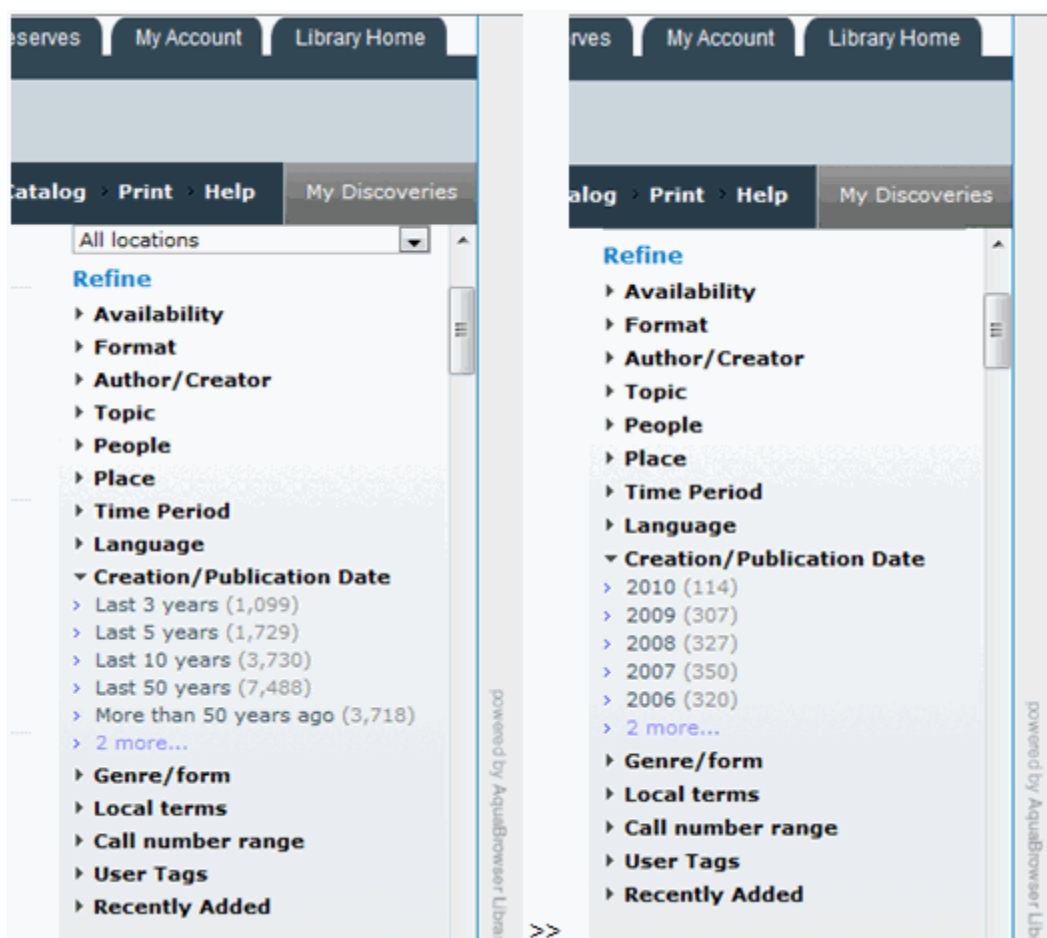 eserves My Account Library Home
Catalog Print Help My Discoveries
All locations
Refine
Availability
Format
Author/Creator
Topic
People
Place
Time Period
Language
Creation/Publication Date
Last 3 years (1,099)
Last 5 years (1,729)
Last 10 years (3,730)
Last 50 years (7,488)
More than 50 years ago (3,718)
2 more...
Genre/form
Local terms
Call number range
User Tags
Recently Added
powered by AquaBrowser Librar
>>
rves My Account Library Home
alog Print Help My Discoveries
Refine
Availability
Format
Author/Creator
Topic
People
Place
Time Period
Language
Creation/Publication Date
2010 (114)
2009 (307)
2008 (327)
2007 (350)
2006 (320)
2 more...
Genre/form
Local terms
Call number range
User Tags
Recently Added
powered by AquaBrowser Lib